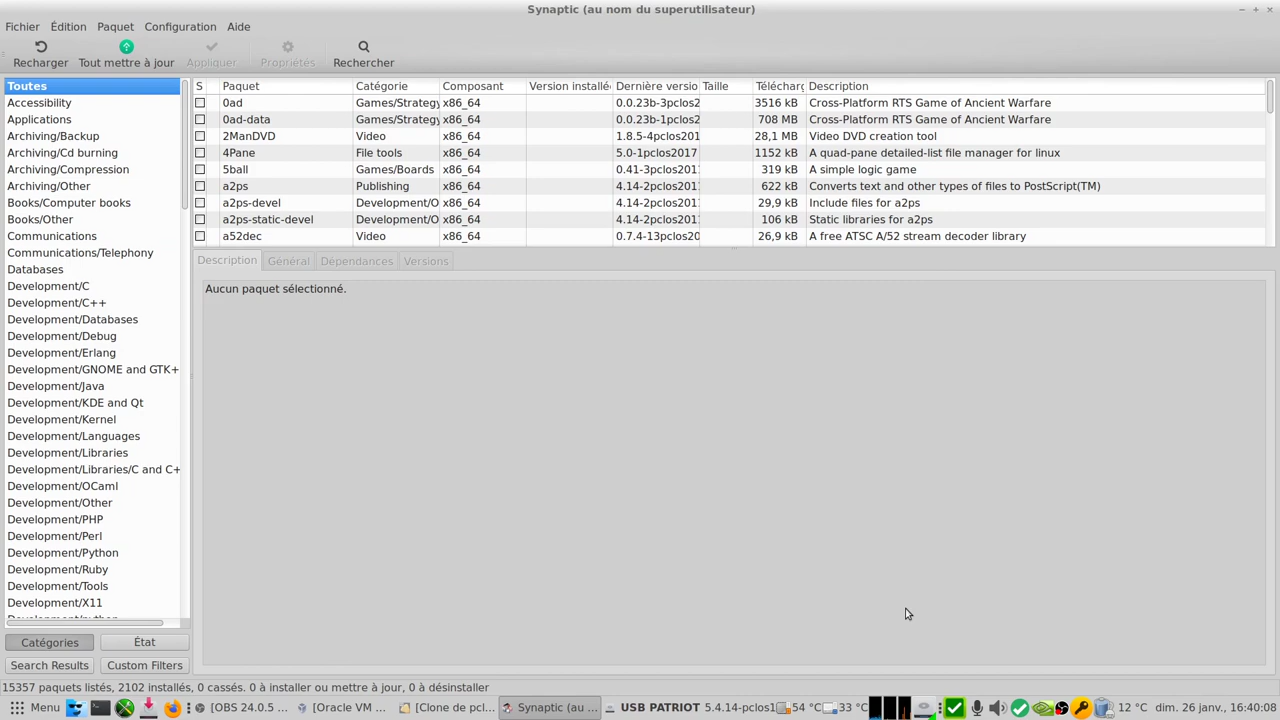 Synaptic (au nom du superutilisateur)
Fichier Édition Paquet Configuration Aide
Recharger Tout mettre à jour Appliquer Propriétés Rechercher
Toutes
Accessibility
Applications
Archiving/Backup
Archiving/Cd burning
Archiving/Compression
Archiving/Other
Books/Computer books
Books/Other
Communications
Communications/Telephony
Databases
Development/C
Development/C++
Development/Databases
Development/Debug
Development/Erlang
Development/GNOME and GTK+
Development/Java
Development/KDE and Qt
Development/Kernel
Development/Languages
Development/Libraries
Development/Libraries/C and C+
Development/OCaml
Development/Other
Development/PHP
Development/Perl
Development/Python
Development/Ruby
Development/Tools
Development/X11
Catégories État
Search Results Custom Filters
S Paquet Catégorie Composant Version installé Dernière versio Taille Télécharg Description
0ad Games/Strategy x86_64 0.0.23b-3pclos2 3516 kB Cross-Platform RTS Game of Ancient Warfare
0ad-data Games/Strategy x86_64 0.0.23b-1pclos2 708 MB Cross-Platform RTS Game of Ancient Warfare
2ManDVD Video x86_64 1.8.5-4pclos201 28,1 MB Video DVD creation tool
4Pane File tools x86_64 5.0-1pclos2017 1152 kB A quad-pane detailed-list file manager for linux
5ball Games/Boards x86_64 0.41-3pclos201 319 kB A simple logic game
a2ps Publishing x86_64 4.14-2pclos201 622 kB Converts text and other types of files to PostScript(TM)
a2ps-devel Development/O x86_64 4.14-2pclos201 29,9 kB Include files for a2ps
a2ps-static-devel Development/O x86_64 4.14-2pclos201 106 kB Static libraries for a2ps
a52dec Video x86_64 0.7.4-13pclos20 26,9 kB A free ATSC A/52 stream decoder library
Description Général Dépendances Versions
Aucun paquet sélectionné.
15357 paquets listés, 2102 installés, 0 cassés. 0 à installer ou mettre à jour, 0 à désinstaller
Menu [OBS 24.0.5 ... [Oracle VM ... [Clone de pcl... Synaptic (au ... USB PATRIOT 5.4.14-pclos1 54 °C 33 °C 12 °C dim. 26 janv., 16:40:08